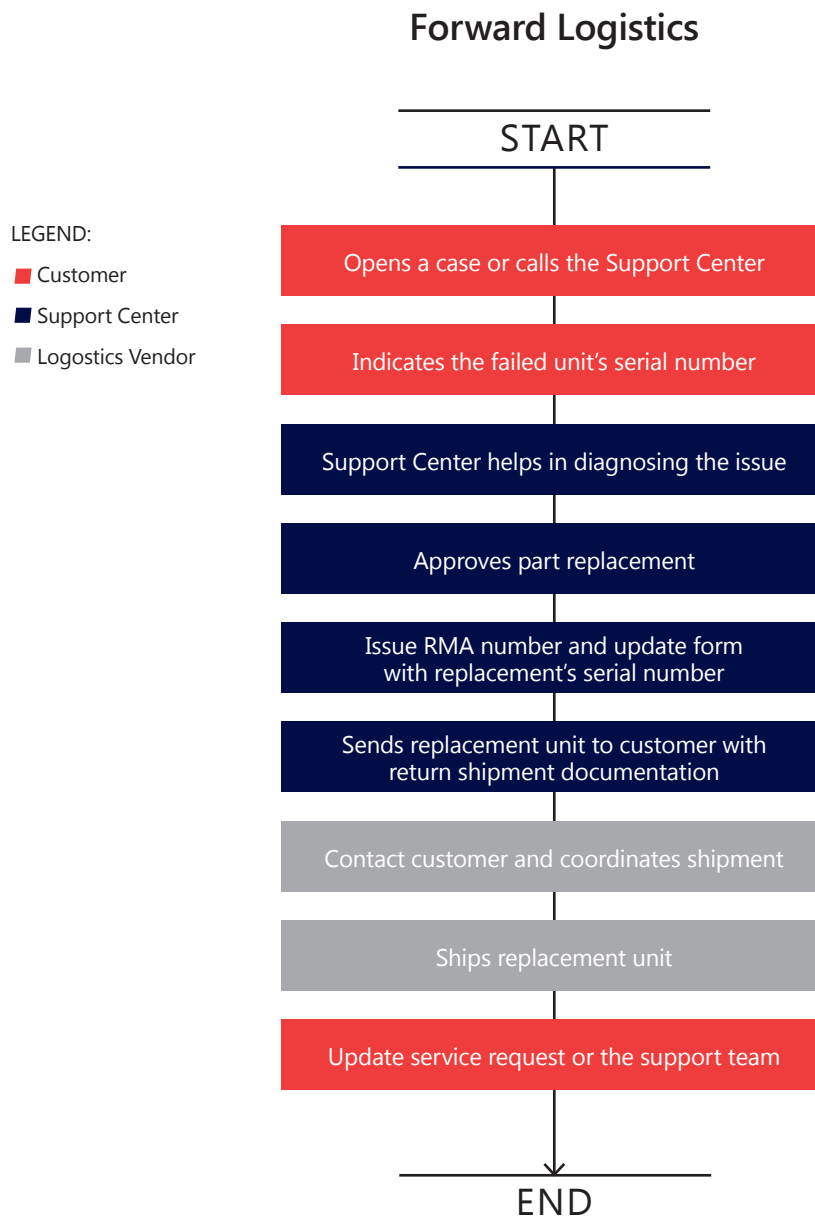 Forward Logistics
START
LEGEND:
Customer
Support Center
Logostics Vendor
Opens a case or calls the Support Center
Indicates the failed unit’s serial number
Support Center helps in diagnosing the issue
Approves part replacement
Issue RMA number and update form
with replacement’s serial number
Sends replacement unit to customer with
return shipment documentation
Contact customer and coordinates shipment
Ships replacement unit
Update service request or the support team
END